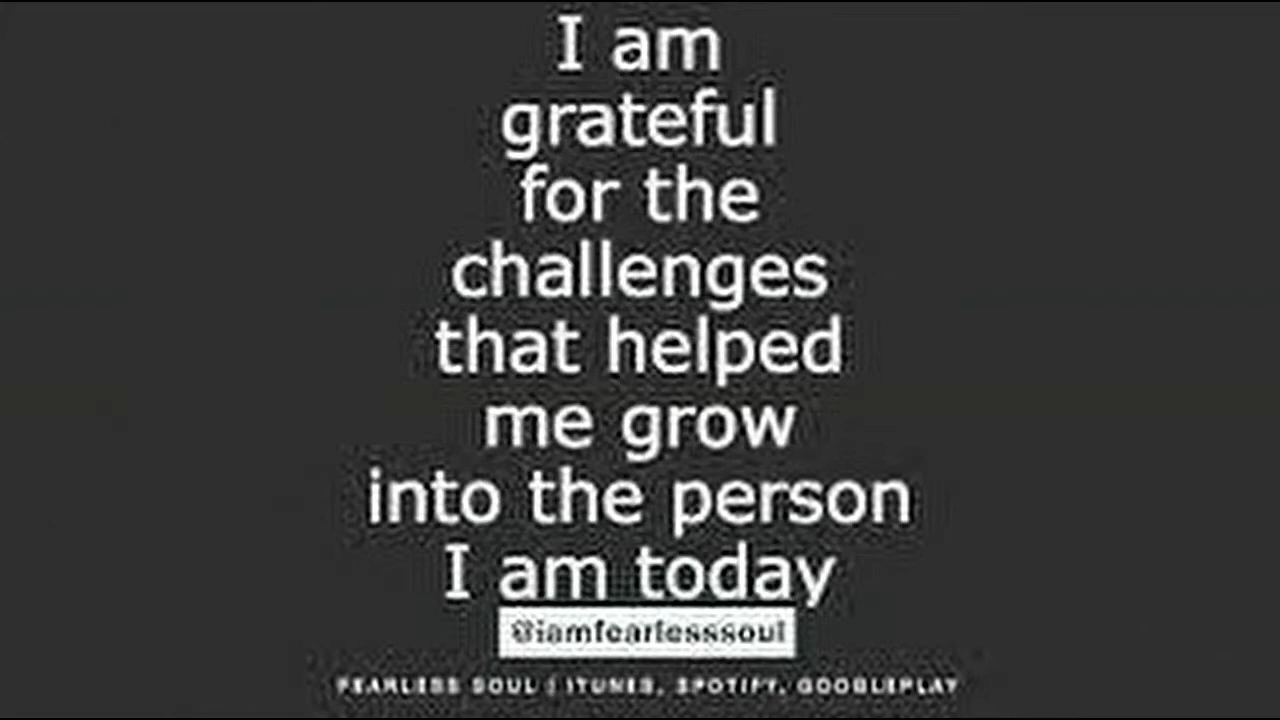 I am
grateful
for the
challenges
that helped
me grow
into the person
I am today
@iamfearlesssoul
FEARLESS SOUL | ITUNES, SPOTIFY, GOOGLEPLAY